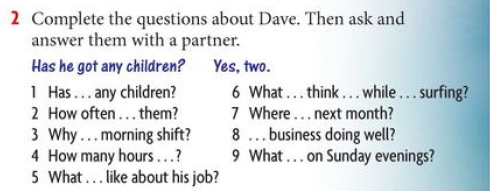 2 Complete the questions about Dave. Then ask and
answer them with a partner.
Has he got any children? Yes, two.
1 Has ... any children?
2 How often ... them?
3 Why ... morning shift?
4 How many hours ...?
5 What ... like about his job?
6 What ... think ... while ... surfing?
7 Where ... next month?
8 ... business doing well?
9 What ... on Sunday evenings?